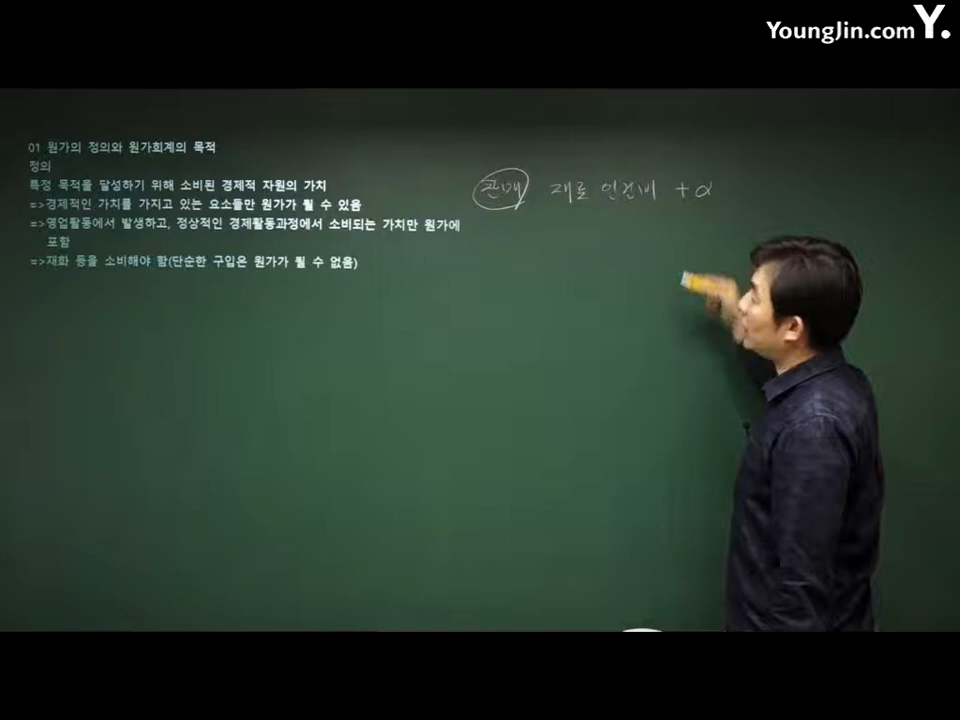 YoungJin.com Y.
01 원가의 정의와 원가회계의 목적
정의
특정 목적을 달성하기 위해 소비된 경제적 자원의 가치
=>경제적인 가치를 가지고 있는 요소들만 원가가 될 수 있음
=>영업활동에서 발생하고, 정상적인 경제활동과정에서 소비되는 가치만 원가에
포함
=>재화 등을 소비해야 함(단순한 구입은 원가가 될 수 없음)
판매 재료 인건비 +α